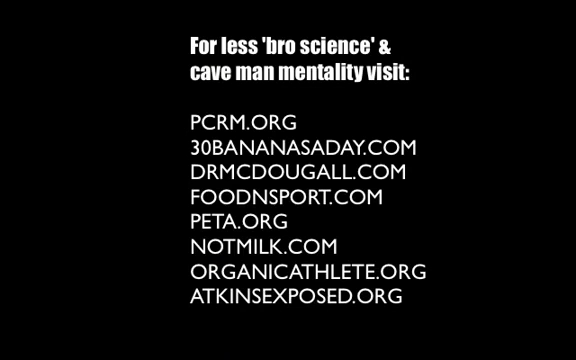 For less 'bro science' &
cave man mentality visit:
PCRM.ORG
30BANANASADAY.COM
DRMCDOUGALL.COM
FOODNSPORT.COM
PETA.ORG
NOTMILK.COM
ORGANICATHLETE.ORG
ATKINSEXPOSED.ORG